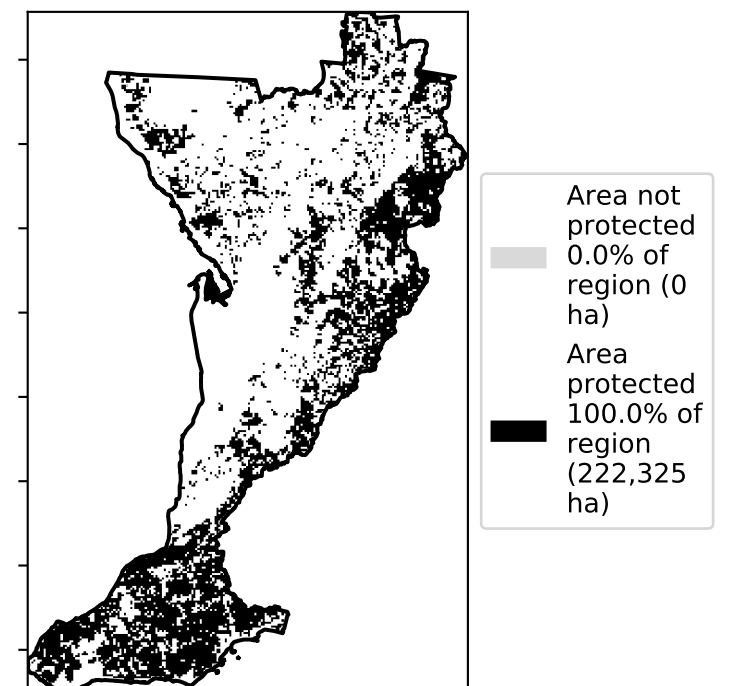 Area not
protected
0.0% of
region (0
ha)
Area
protected
100.0% of
region
(222,325
ha)